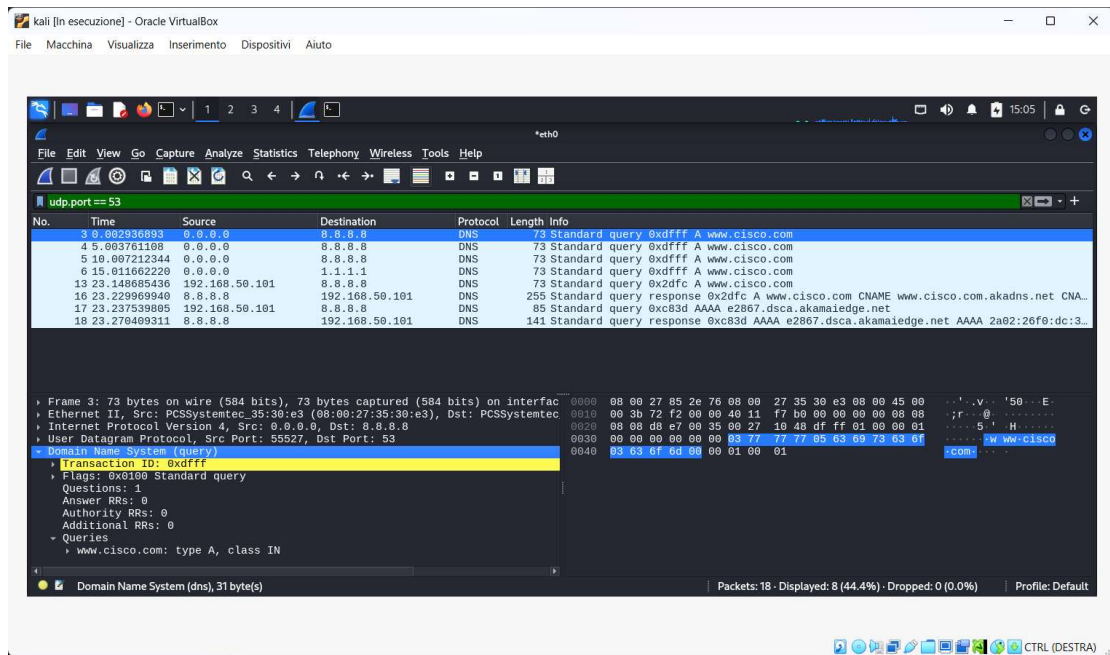 kali [In esecuzione] - Oracle VirtualBox
File Macchina Visualizza Inserimento Dispositivi Aiuto
1 2 3 4 15:05
*eth0
File Edit View Go Capture Analyze Statistics Telephony Wireless Tools Help
udp.port == 53
No. Time Source Destination Protocol Length Info
3 0.002936893 0.0.0.0 8.8.8.8 DNS 73 Standard query 0xdfff A www.cisco.com
4 5.003761108 0.0.0.0 8.8.8.8 DNS 73 Standard query 0xdfff A www.cisco.com
5 10.007212344 0.0.0.0 8.8.8.8 DNS 73 Standard query 0xdfff A www.cisco.com
6 15.011662220 0.0.0.0 1.1.1.1 DNS 73 Standard query 0xdfff A www.cisco.com
13 23.148685436 192.168.50.101 8.8.8.8 DNS 73 Standard query 0x2dfc A www.cisco.com
16 23.229969940 8.8.8.8 192.168.50.101 DNS 255 Standard query response 0x2dfc A www.cisco.com CNAME www.cisco.com.akadns.net CNA…
17 23.237539805 192.168.50.101 8.8.8.8 DNS 85 Standard query 0xc83d AAAA e2867.dsca.akamaiedge.net
18 23.270409311 8.8.8.8 192.168.50.101 DNS 141 Standard query response 0xc83d AAAA e2867.dsca.akamaiedge.net AAAA 2a02:26f0:dc:3…
Frame 3: 73 bytes on wire (584 bits), 73 bytes captured (584 bits) on interfac
Ethernet II, Src: PCSSystemtec_35:30:e3 (08:00:27:35:30:e3), Dst: PCSSystemtec
Internet Protocol Version 4, Src: 0.0.0.0, Dst: 8.8.8.8
User Datagram Protocol, Src Port: 55527, Dst Port: 53
Domain Name System (query)
Transaction ID: 0xdfff
Flags: 0x0100 Standard query
Questions: 1
Answer RRs: 0
Authority RRs: 0
Additional RRs: 0
Queries
www.cisco.com: type A, class IN
0000 08 00 27 85 2e 76 08 00 27 35 30 e3 08 00 45 00 ··'·.v·· '50···E·
0010 00 3b 72 f2 00 00 40 11 f7 b0 00 00 00 00 08 08 ·;r···@· ········
0020 08 08 d8 e7 00 35 00 27 10 48 df ff 01 00 00 01 ·····5·' ·H······
0030 00 00 00 00 00 00 03 77 77 77 05 63 69 73 63 6f ·······w ww·cisco
0040 03 63 6f 6d 00 00 01 00 01 ·com···· ·
Domain Name System (dns), 31 byte(s) Packets: 18 · Displayed: 8 (44.4%) · Dropped: 0 (0.0%) Profile: Default
CTRL (DESTRA)